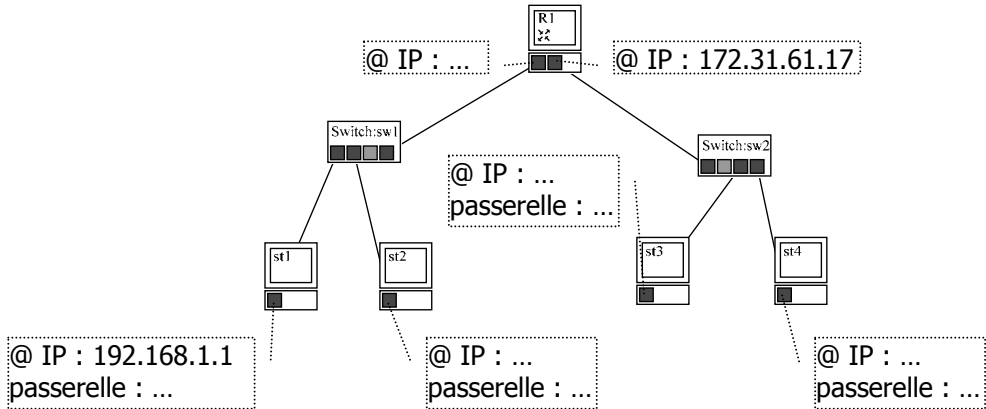 R1
@ IP : ...
@ IP : 172.31.61.17
Switch:sw1
Switch:sw2
@ IP : ...
passerelle : ...
st1
st2
st3
st4
@ IP : 192.168.1.1
passerelle : ...
@ IP : ...
passerelle : ...
@ IP : ...
passerelle : ...